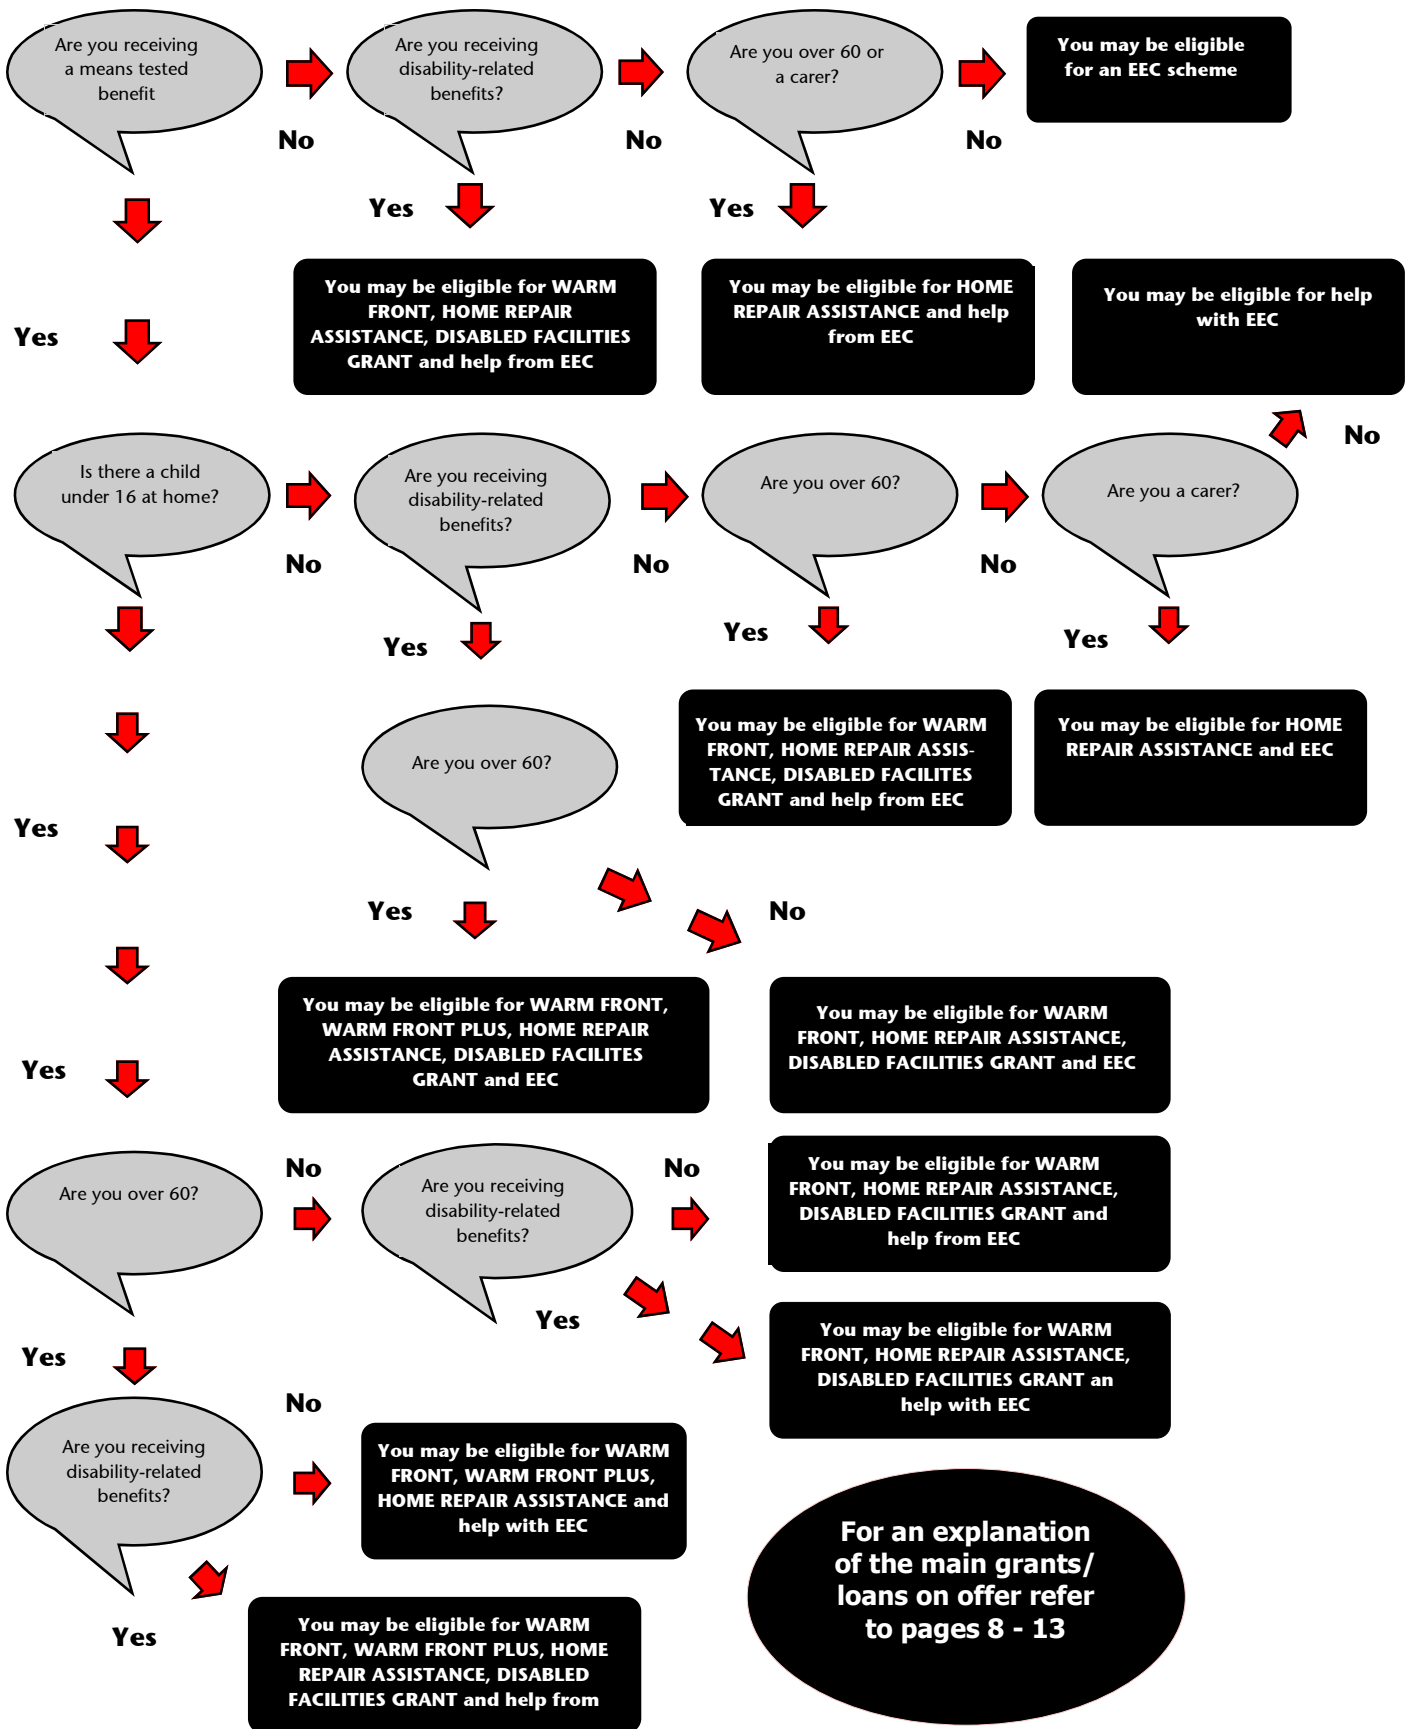 Are you receiving
a means tested
benefit
No
Are you receiving
disability-related
benefits?
No
Are you over 60 or
a carer?
No
You may be eligible
for an EEC scheme
Yes
Yes
Yes
You may be eligible for WARM
FRONT, HOME REPAIR
ASSISTANCE, DISABLED FACILITIES
GRANT and help from EEC
You may be eligible for HOME
REPAIR ASSISTANCE and help
from EEC
You may be eligible for help
with EEC
Is there a child
under 16 at home?
No
Are you receiving
disability-related
benefits?
No
Are you over 60?
No
Are you a carer?
No
Yes
Yes
Yes
Are you over 60?
You may be eligible for WARM
FRONT, HOME REPAIR ASSIS-
TANCE, DISABLED FACILITES
GRANT and help from EEC
You may be eligible for HOME
REPAIR ASSISTANCE and EEC
Yes
Yes
No
You may be eligible for WARM FRONT,
WARM FRONT PLUS, HOME REPAIR
ASSISTANCE, DISABLED FACILITES
GRANT and EEC
You may be eligible for WARM
FRONT, HOME REPAIR ASSISTANCE,
DISABLED FACILITIES GRANT and EEC
Yes
Are you over 60?
No
Are you receiving
disability-related
benefits?
No
You may be eligible for WARM
FRONT, HOME REPAIR ASSISTANCE,
DISABLED FACILITIES GRANT and
help from EEC
Yes
You may be eligible for WARM
FRONT, HOME REPAIR ASSISTANCE,
DISABLED FACILITIES GRANT an
help with EEC
Yes
Are you receiving
disability-related
benefits?
No
You may be eligible for WARM
FRONT, WARM FRONT PLUS,
HOME REPAIR ASSISTANCE and
help with EEC
Yes
You may be eligible for WARM
FRONT, WARM FRONT PLUS, HOME
REPAIR ASSISTANCE, DISABLED
FACILITIES GRANT and help from
For an explanation
of the main grants/
loans on offer refer
to pages 8 - 13